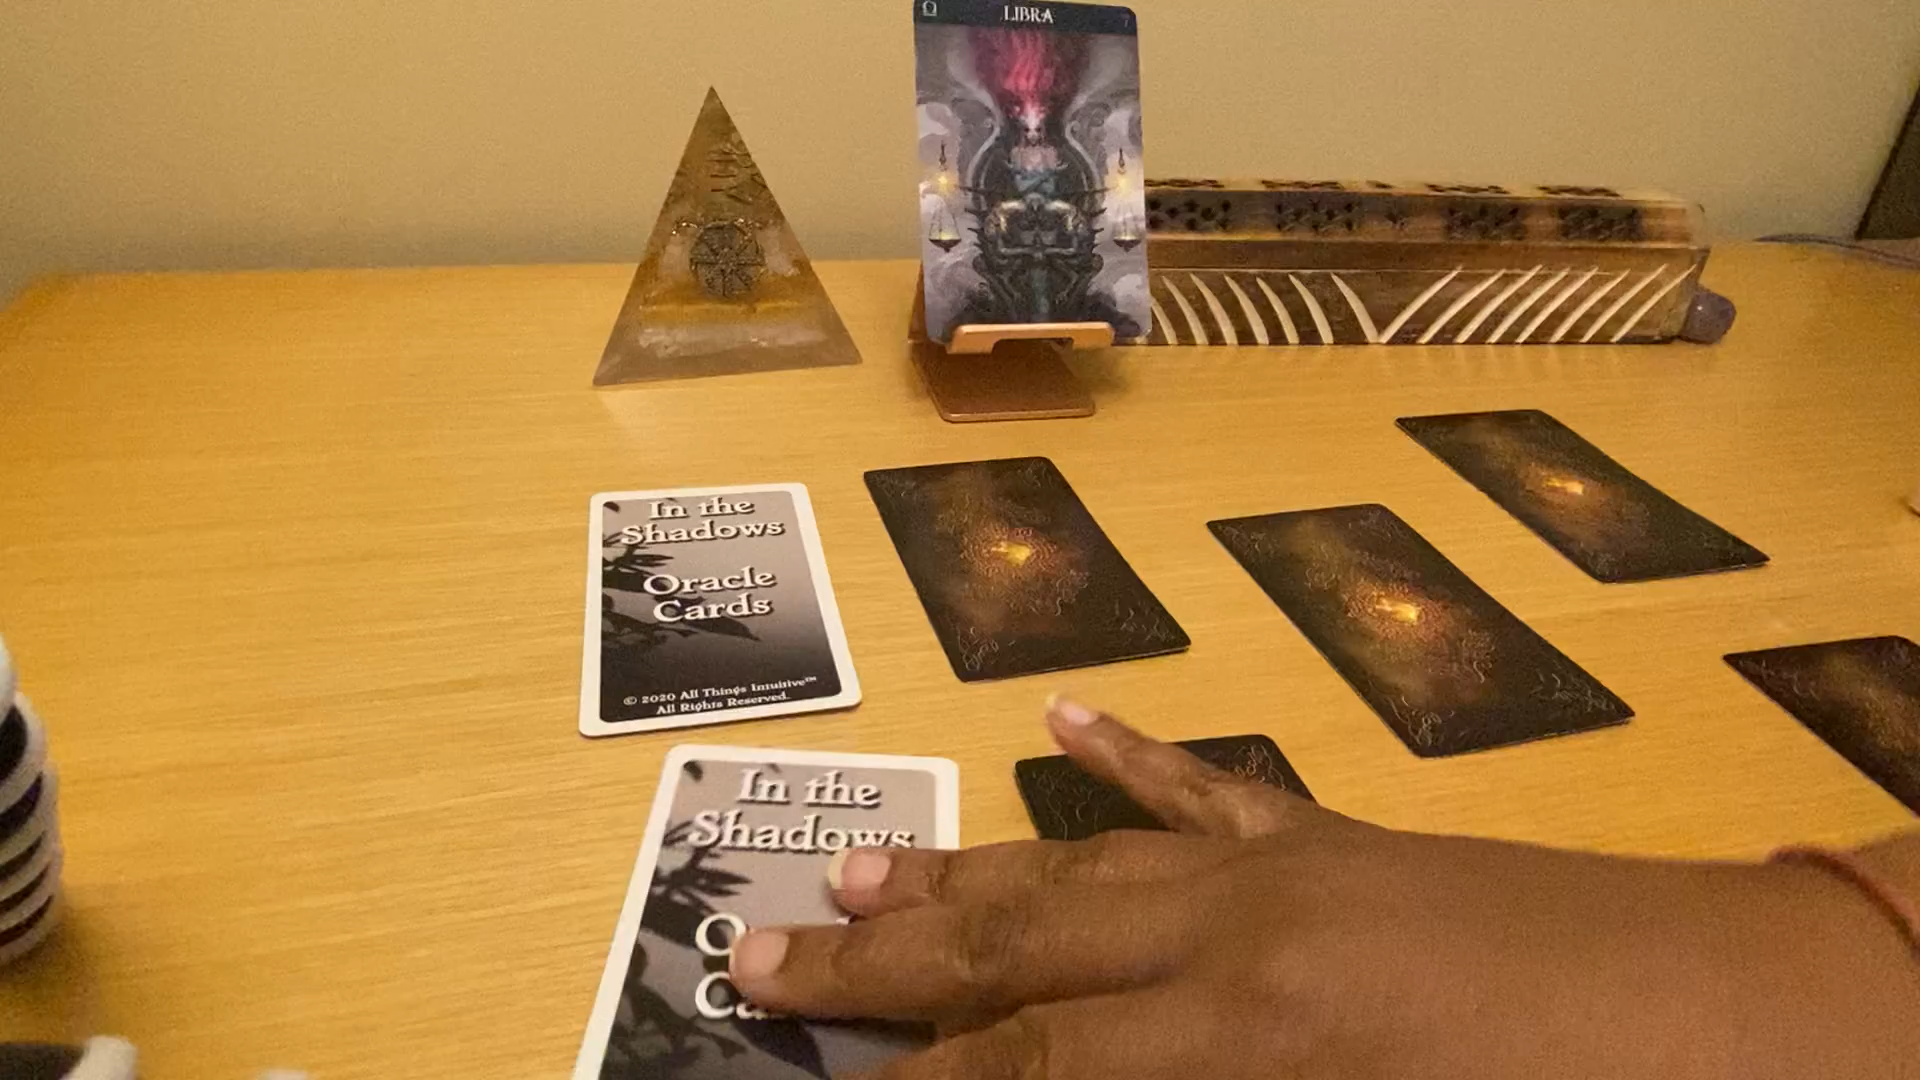 LIBRA
In the
Shadows
Oracle
Cards
© 2020 All Things Intuitive™
All Rights Reserved.
In the
Shadows